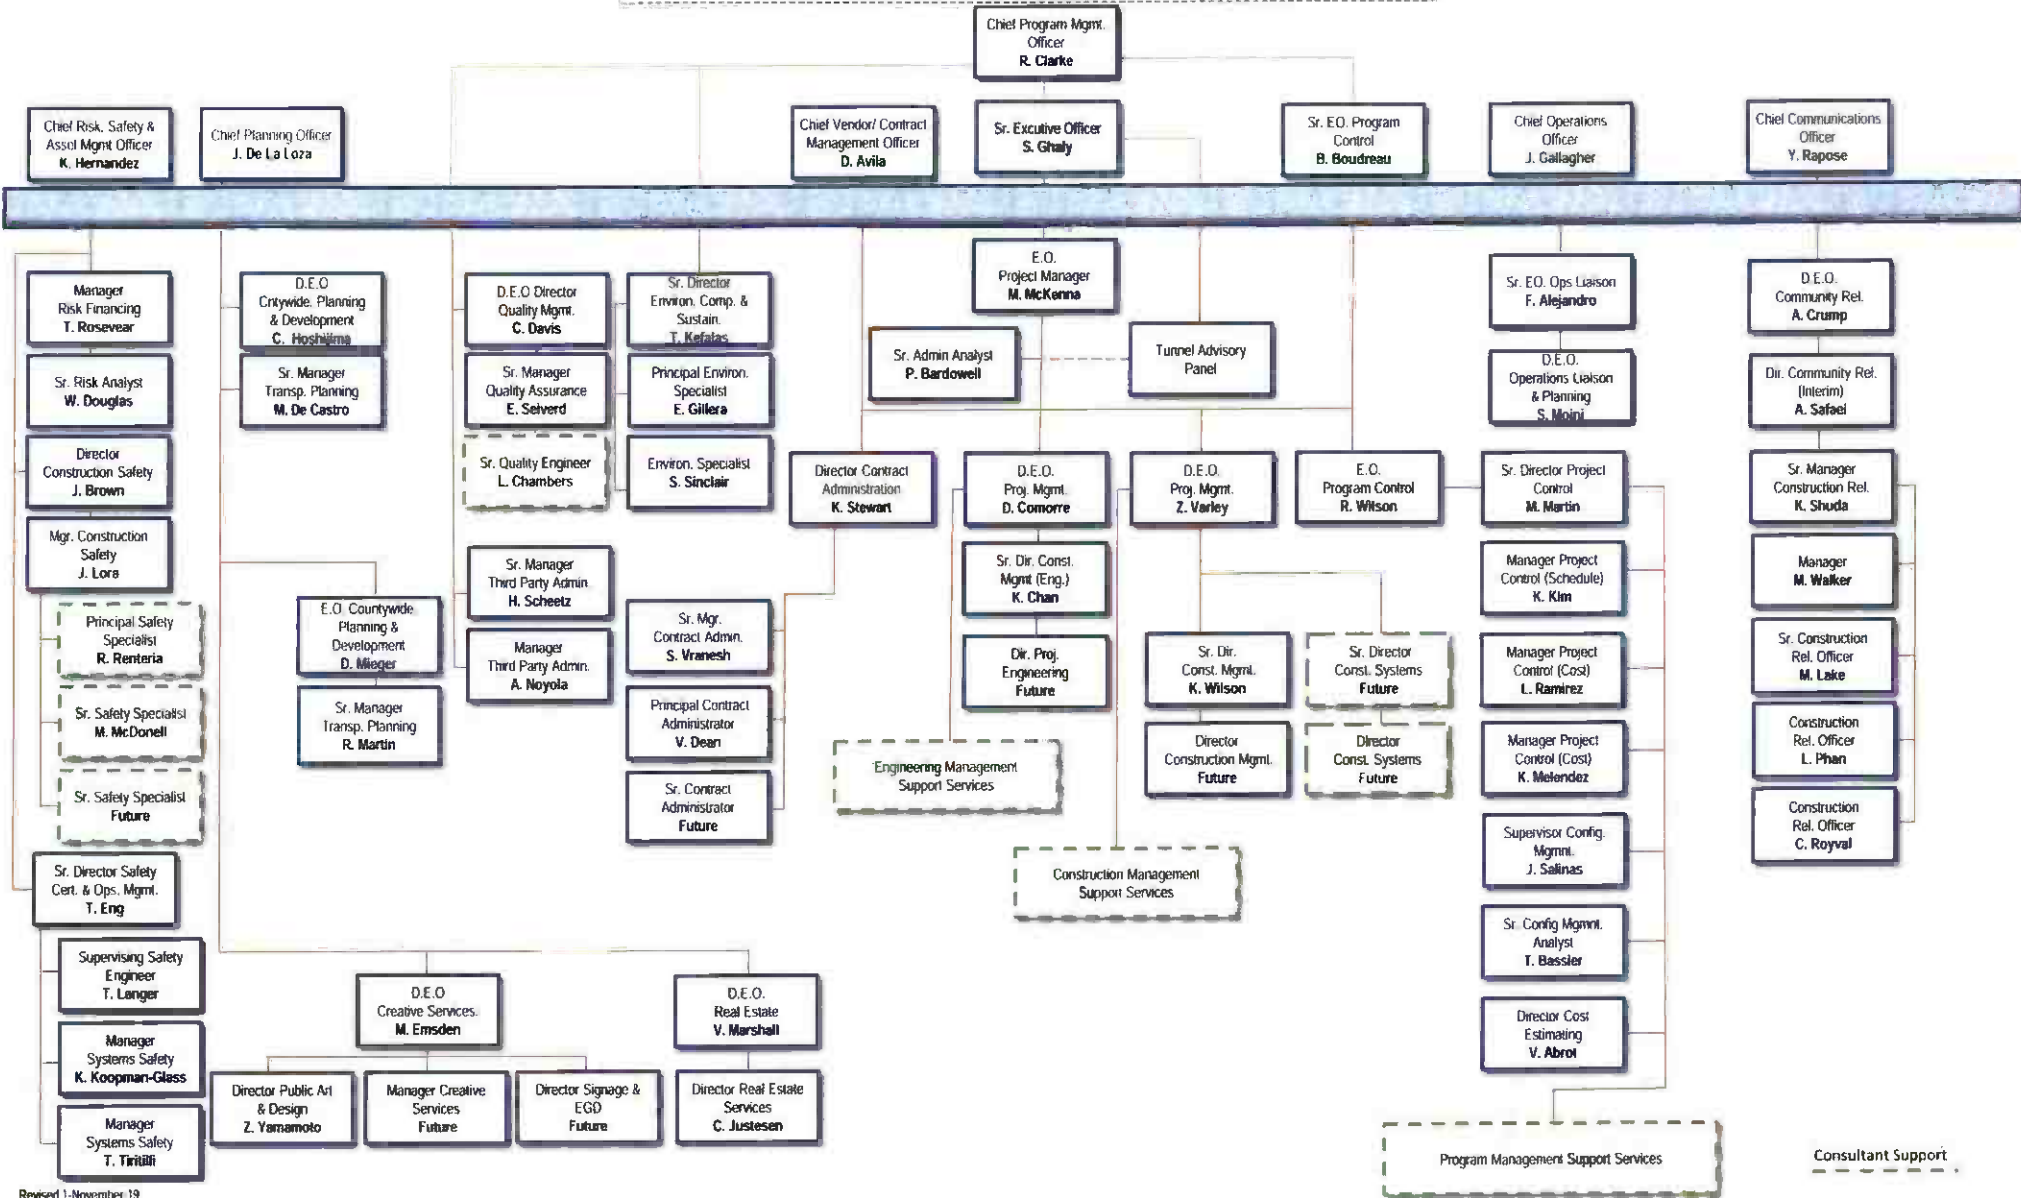 Chief Program Mgmt.
Officer
R. Clarke
Chief Risk, Safety &
Asset Mgmt Officer
K. Hernandez
Chief Planning Officer
J. De La Loza
Chief Vendor/ Contract
Management Officer
D. Avila
Sr. Excutive Officer
S. Ghaly
Sr. EO. Program
Control
B. Boudreau
Chief Operations
Officer
J. Gallagher
Chief Communications
Officer
Y. Rapose
Manager
Risk Financing
T. Rosevear
Sr. Risk Analyst
W. Douglas
Director
Construction Safety
J. Brown
Mgr. Construction
Safety
J. Lora
Principal Safety
Specialist
R. Renteria
Sr. Safety Specialist
M. McDonell
Sr. Safety Specialist
Future
Sr. Director Safety
Cert. & Ops. Mgmt.
T. Eng
Supervising Safety
Engineer
T. Langer
Manager
Systems Safety
K. Koopman-Glass
Manager
Systems Safety
T. Tiritilli
D.E.O
Cntywide. Planning
& Development
C. Hoshijima
Sr. Manager
Transp. Planning
M. De Castro
E.O. Countywide
Planning &
Development
D. Mieger
Sr. Manager
Transp. Planning
R. Martin
D.E.O
Creative Services.
M. Emsden
Director Public Art
& Design
Z. Yamamoto
Manager Creative
Services
Future
Director Signage &
EGD
Future
D.E.O.
Real Estate
V. Marshall
Director Real Estate
Services
C. Justesen
D.E.O Director
Quality Mgmt.
C. Davis
Sr. Manager
Quality Assurance
E. Seiverd
Sr. Quality Engineer
L. Chambers
Sr. Manager
Third Party Admin
H. Scheetz
Manager
Third Party Admin.
A. Noyola
Sr. Director
Environ. Comp. &
Sustain.
T. Kefalas
Principal Environ.
Specialist
E. Gillera
Environ. Specialist
S. Sinclair
Director Contract
Administration
K. Stewart
Sr. Mgr.
Contract Admin.
S. Vranesh
Principal Contract
Administrator
V. Dean
Sr. Contract
Administrator
Future
E.O.
Project Manager
M. McKenna
Sr. Admin Analyst
P. Bardowell
Tunnel Advisory
Panel
D.E.O.
Proj. Mgmt.
D. Comorre
Sr. Dir. Const.
Mgmt (Eng.)
K. Chan
Dir. Proj.
Engineering
Future
Engineering Management
Support Services
D.E.O.
Proj. Mgmt.
Z. Varley
Sr. Dir.
Const. Mgmt.
K. Wilson
Director
Construction Mgmt.
Future
Sr. Director
Const. Systems
Future
Director
Const. Systems
Future
Construction Management
Support Services
E.O.
Program Control
R. Wilson
Sr. Director Project
Control
M. Martin
Manager Project
Control (Schedule)
K. Kim
Manager Project
Control (Cost)
L. Ramirez
Manager Project
Control (Cost)
K. Melendez
Supervisor Config.
Mgmnt.
J. Salinas
Sr. Config Mgmnt.
Analyst
T. Bassler
Director Cost
Estimating
V. Abrol
Program Management Support Services
Sr. EO. Ops Liaison
F. Alejandro
D.E.O.
Operations Liaison
& Planning
S. Moini
D.E.O.
Community Rel.
A. Crump
Dir. Community Rel.
(Interim)
A. Safaei
Sr. Manager
Construction Rel.
K. Shuda
Manager
M. Walker
Sr. Construction
Rel. Officer
M. Lake
Construction
Rel. Officer
L. Phan
Construction
Rel. Officer
C. Royval
Consultant Support
Revised 1-November-19